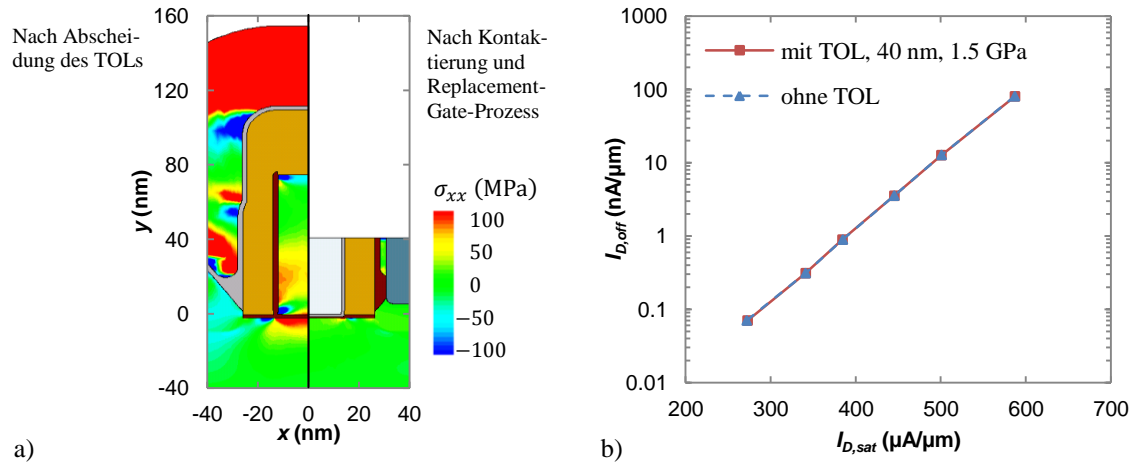 Nach Abschei-
dung des TOLs
Nach Kontak-
tierung und
Replacement-
Gate-Prozess
σxx (MPa)
100
50
0
−50
−100
160
120
80
40
0
-40
y (nm)
-40 -20 0 20 40
x (nm)
a)
mit TOL, 40 nm, 1.5 GPa
ohne TOL
1000
100
10
1
0.1
0.01
ID,off (nA/µm)
200 300 400 500 600 700
ID,sat (µA/µm)
b)